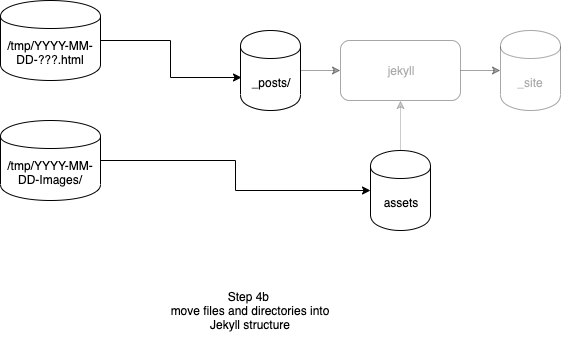 /tmp/YYYY-MM-
DD-???.html
_posts/
jekyll
_site
/tmp/YYYY-MM-
DD-Images/
assets
Step 4b
move files and directories into
Jekyll structure